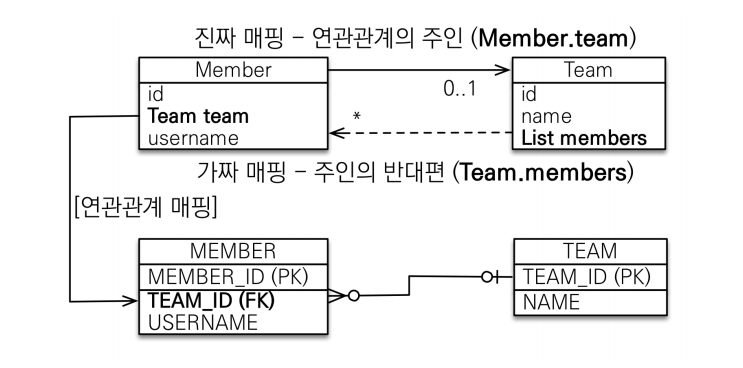 진짜 매핑 - 연관관계의 주인 (Member.team)
Member
id
Team team
username
0..1
*
Team
id
name
List members
가짜 매핑 - 주인의 반대편 (Team.members)
[연관관계 매핑]
MEMBER
MEMBER_ID (PK)
TEAM_ID (FK)
USERNAME
TEAM
TEAM_ID (PK)
NAME